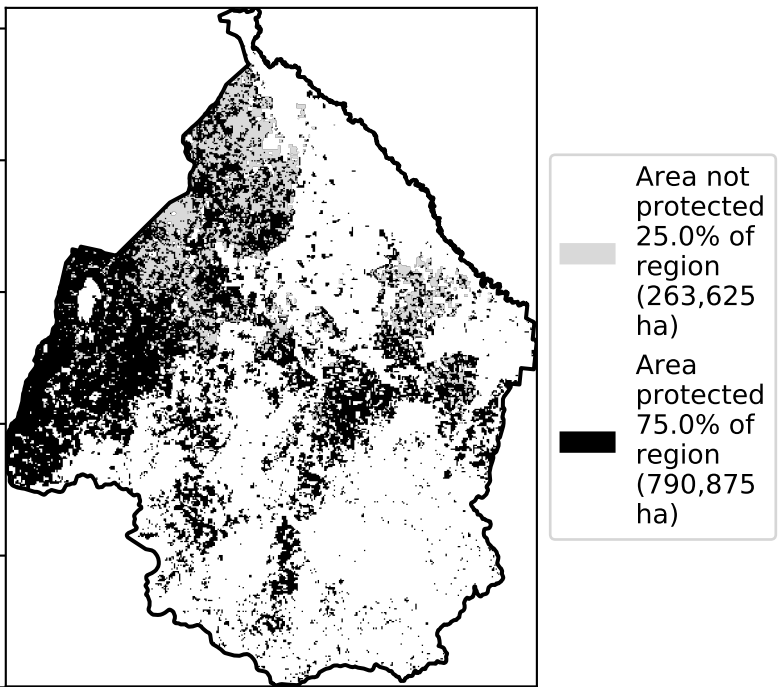 Area not
protected
25.0% of
region
(263,625
ha)
Area
protected
75.0% of
region
(790,875
ha)